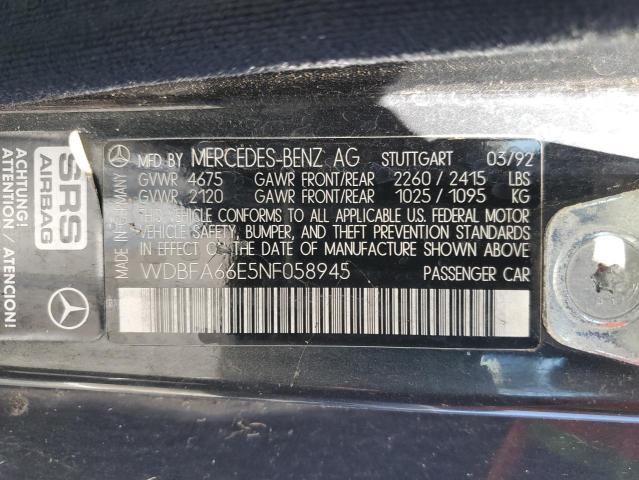 ACHTUNG!
ATTENTION / ATENCION!
SRS
AIRBAG
MADE IN GERMANY
MFD BY MERCEDES-BENZ AG STUTTGART 03/92
GVWR 4675 GAWR FRONT/REAR 2260 / 2415 LBS
GVWR 2120 GAWR FRONT/REAR 1025 / 1095 KG
THIS VEHICLE CONFORMS TO ALL APPLICABLE U.S. FEDERAL MOTOR
VEHICLE SAFETY, BUMPER, AND THEFT PREVENTION STANDARDS
IN EFFECT ON THE DATE OF MANUFACTURE SHOWN ABOVE
WDBFA66E5NF058945 PASSENGER CAR